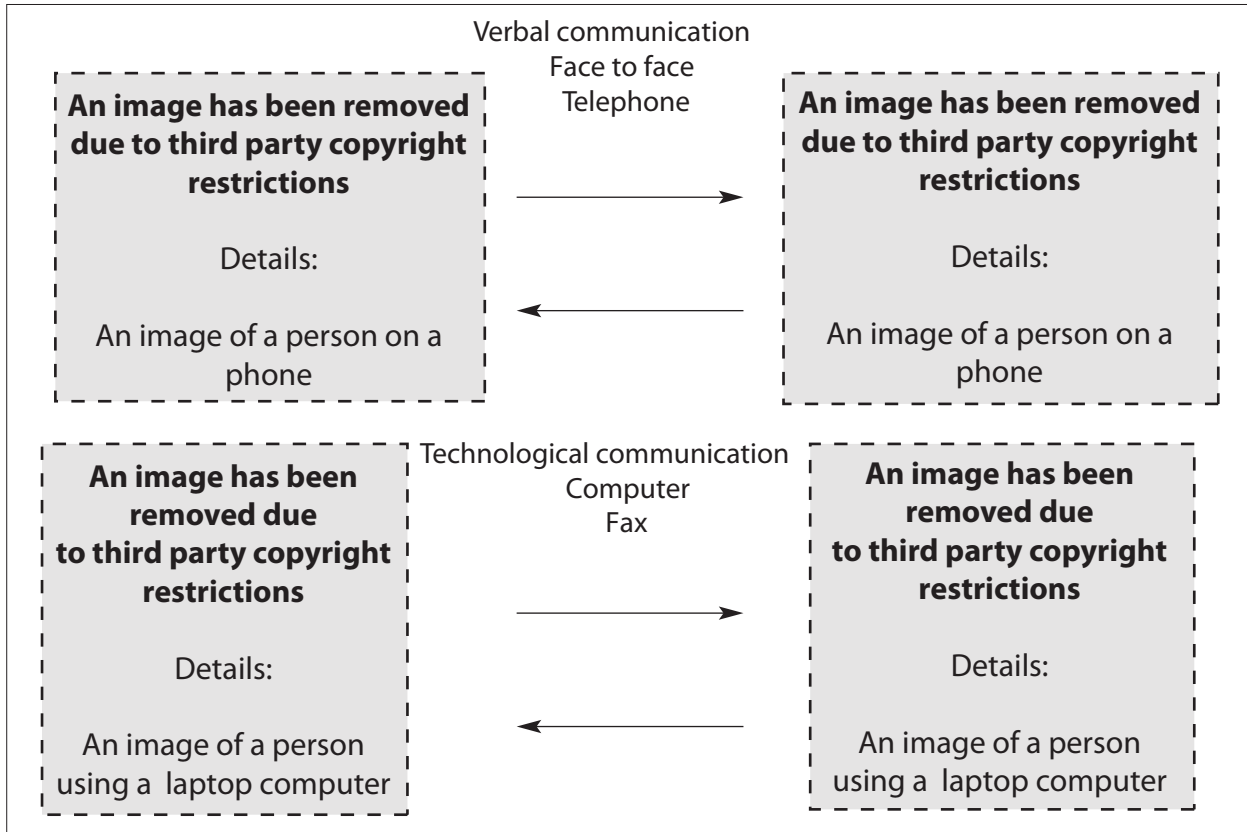 Verbal communication
Face to face
Telephone
An image has been removed
due to third party copyright
restrictions
Details:
An image of a person on a
phone
An image has been removed
due to third party copyright
restrictions
Details:
An image of a person on a
phone
Technological communication
Computer
Fax
An image has been
removed due
to third party copyright
restrictions
Details:
An image of a person
using a laptop computer
An image has been
removed due
to third party copyright
restrictions
Details:
An image of a person
using a laptop computer